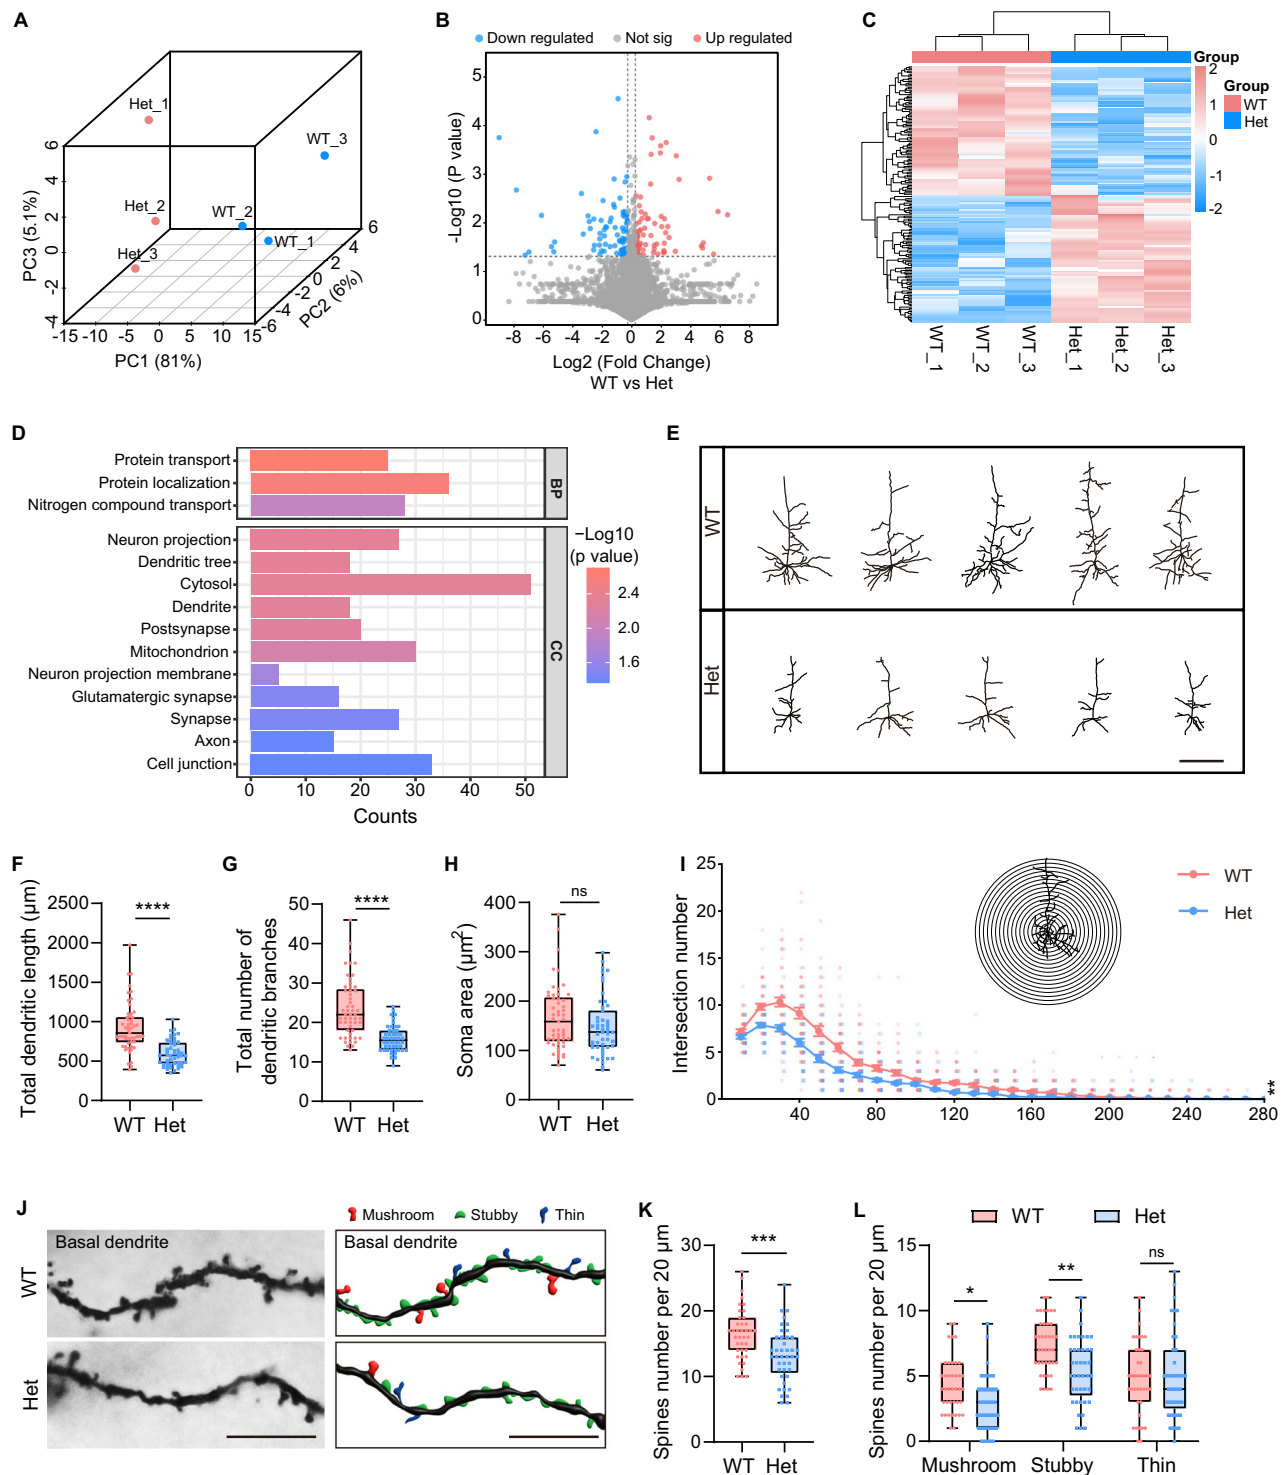 A
Het_1
WT_3
Het_2
WT_2
WT_1
Het_3
6
4
2
0
-2
-4
PC3 (5.1%)
-15 -10 -5 0 5 10 15
PC1 (81%)
-6
-4
-2
0
2
4
6
PC2 (6%)
B
Down regulated Not sig Up regulated
5
4
3
2
1
0
-Log10 (P value)
-8 -6 -4 -2 0 2 4 6 8
Log2 (Fold Change)
WT vs Het
C
Group
2
1
0
-1
-2
Group
WT
Het
WT_1
WT_2
WT_3
Het_1
Het_2
Het_3
D
Protein transport
Protein localization
Nitrogen compound transport
BP
Neuron projection
Dendritic tree
Cytosol
Dendrite
Postsynapse
Mitochondrion
Neuron projection membrane
Glutamatergic synapse
Synapse
Axon
Cell junction
CC
0 10 20 30 40 50
Counts
−Log10
(p value)
2.4
2.0
1.6
E
WT
Het
F
Total dendritic length (μm)
2500
2000
1500
1000
500
0
****
WT Het
G
Total number of
dendritic branches
50
40
30
20
10
0
****
WT Het
H
Soma area (μm²)
400
300
200
100
0
ns
WT Het
I
Intersection number
25
20
15
10
5
0
40 80 120 160 200 240 280
WT
Het
**
J
Mushroom Stubby Thin
WT
Basal dendrite
Basal dendrite
Het
K
Spines number per 20 μm
30
20
10
0
***
WT Het
L
WT Het
Spines number per 20 μm
15
10
5
0
*
**
ns
Mushroom Stubby Thin